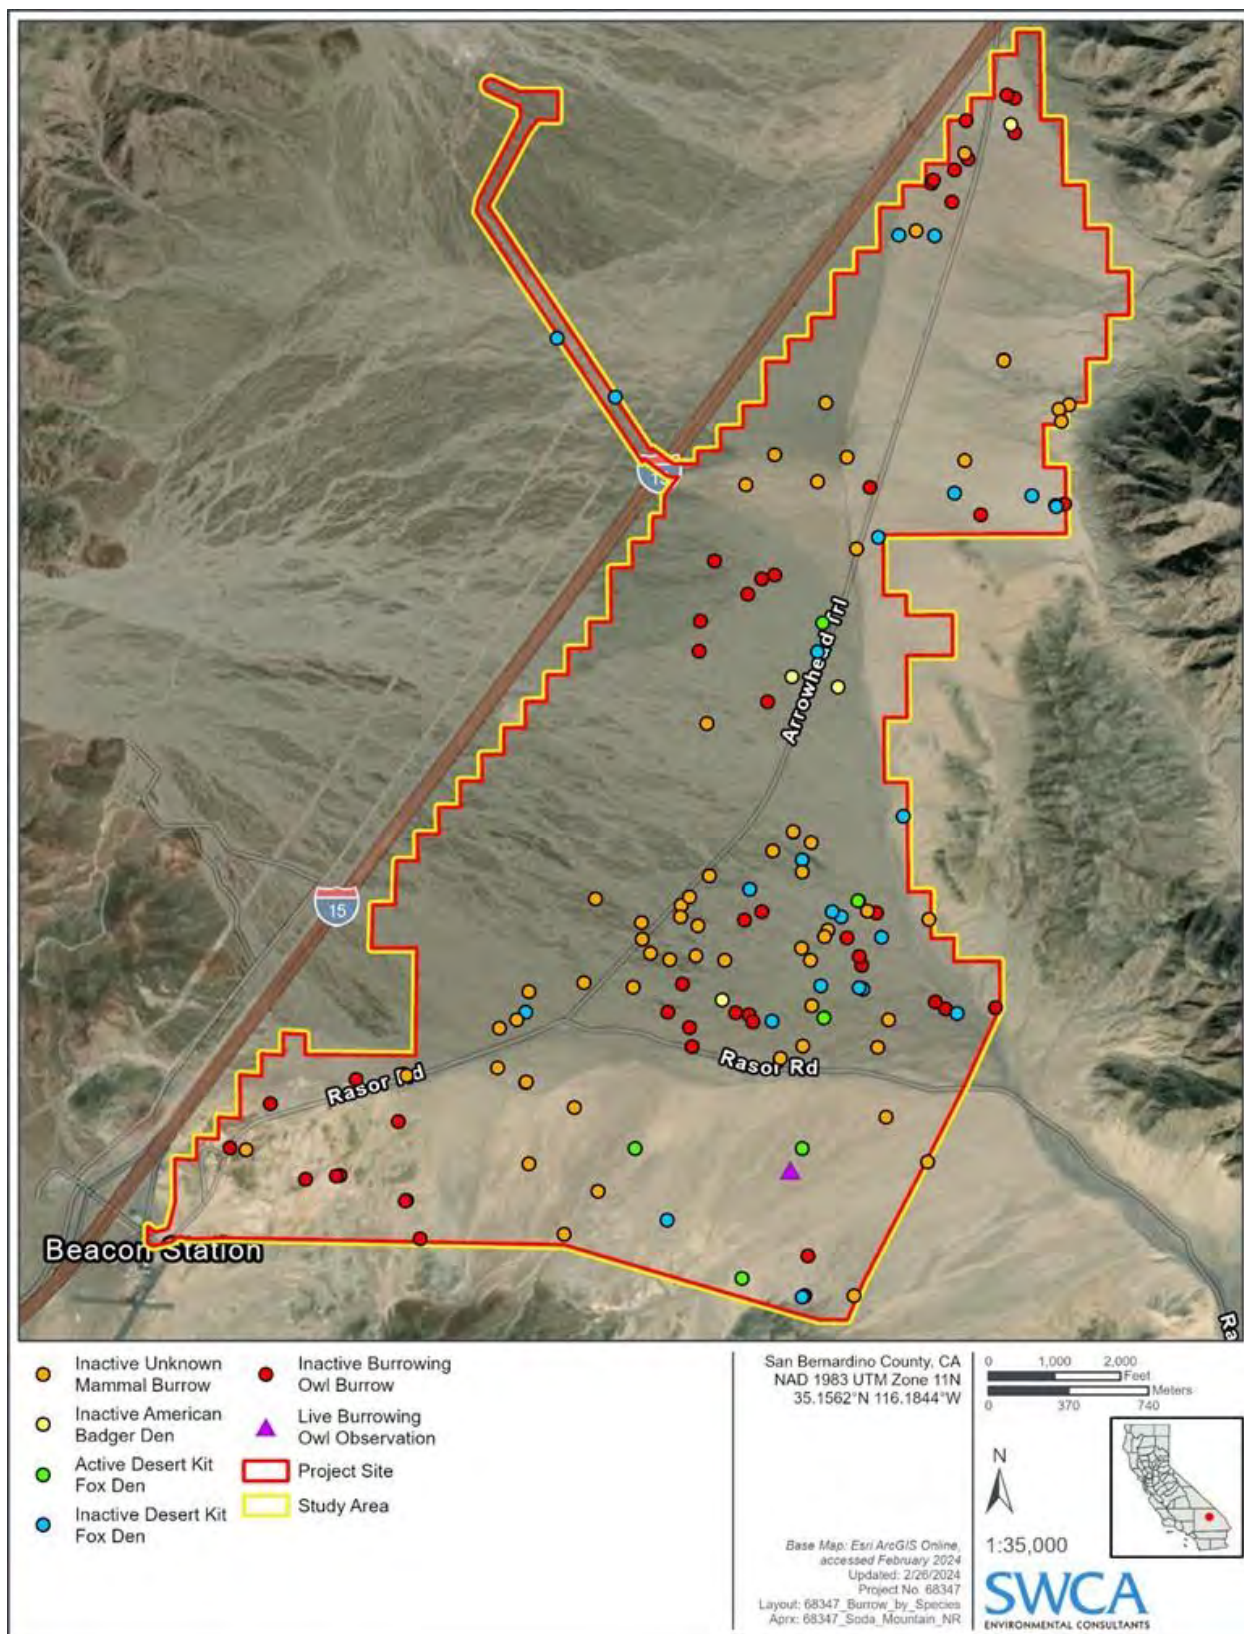 15
Arrowhead Trl
15
Rasor Rd
Rasor Rd
Beacon Station
Ra
Inactive Unknown
Mammal Burrow
Inactive American
Badger Den
Active Desert Kit
Fox Den
Inactive Desert Kit
Fox Den
Inactive Burrowing
Owl Burrow
Live Burrowing
Owl Observation
Project Site
Study Area
San Bernardino County, CA
NAD 1983 UTM Zone 11N
35.1562°N 116.1844°W
Base Map: Esri ArcGIS Online,
accessed February 2024
Updated: 2/26/2024
Project No. 68347
Layout: 68347_Burrow_by_Species
Aprx: 68347_Soda_Mountain_NR
0 1,000 2,000
Feet
Meters
0 370 740
N
1:35,000
SWCA
ENVIRONMENTAL CONSULTANTS